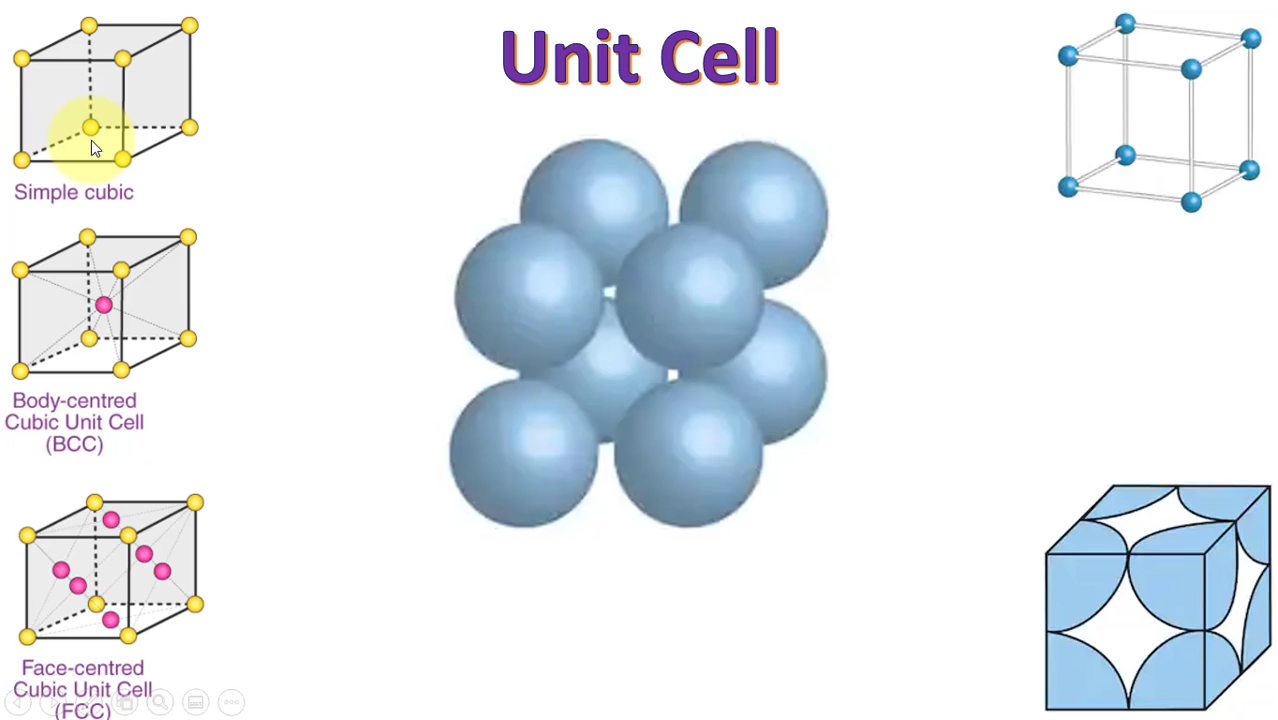 Unit Cell
Simple cubic
Body-centred
Cubic Unit Cell
(BCC)
Face-centred
Cubic Unit Cell
(FCC)